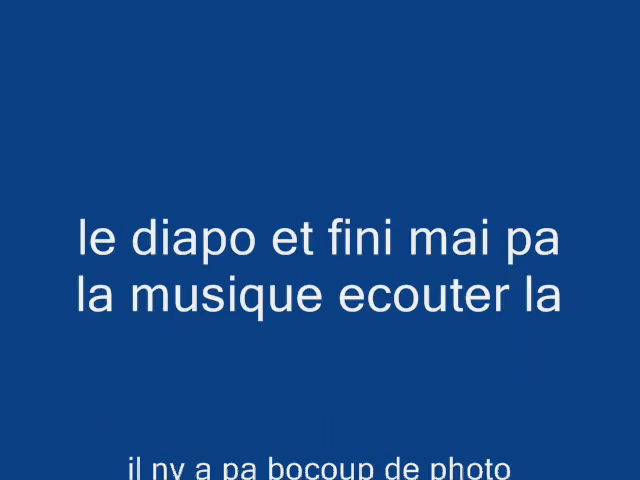 le diapo et fini mai pa
la musique ecouter la
il ny a pa bocoup de photo